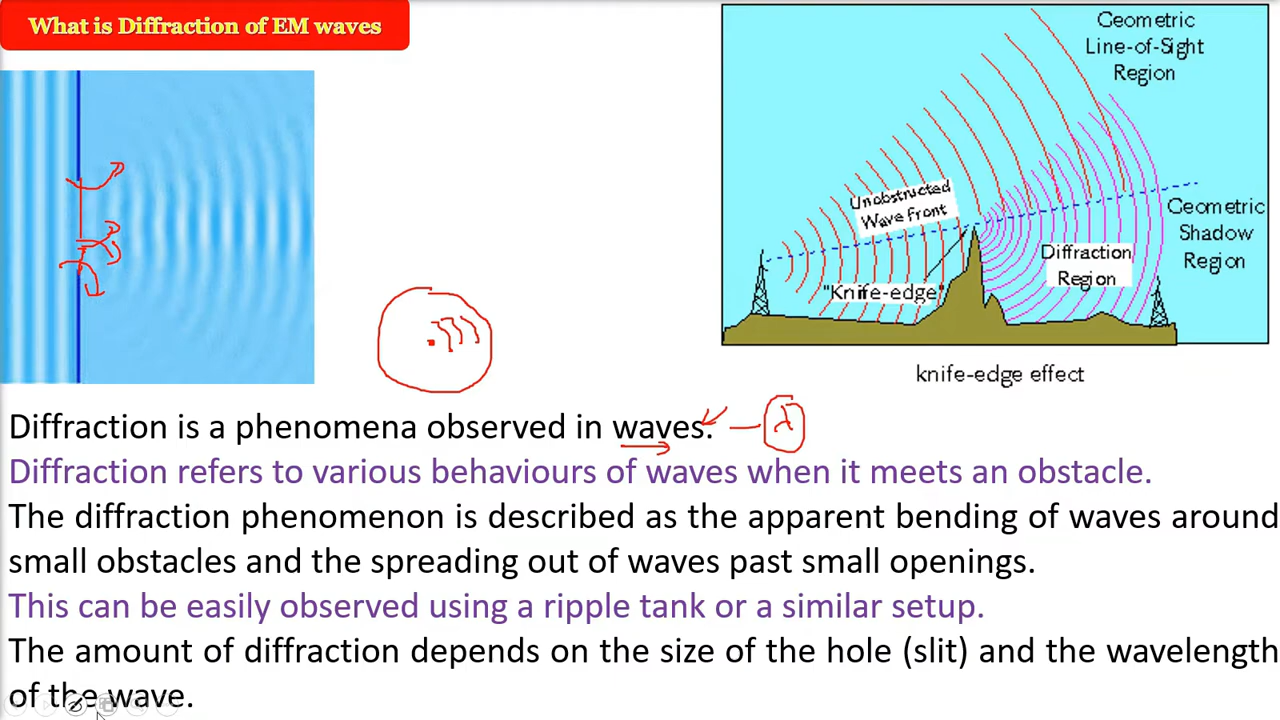 What is Diffraction of EM waves
Geometric
Line-of-Sight
Region
Unobstructed
Wave Front
Geometric
Shadow
Region
Diffraction
Region
"Knife-edge"
knife-edge effect
Diffraction is a phenomena observed in waves. λ
Diffraction refers to various behaviours of waves when it meets an obstacle.
The diffraction phenomenon is described as the apparent bending of waves around
small obstacles and the spreading out of waves past small openings.
This can be easily observed using a ripple tank or a similar setup.
The amount of diffraction depends on the size of the hole (slit) and the wavelength
of the wave.